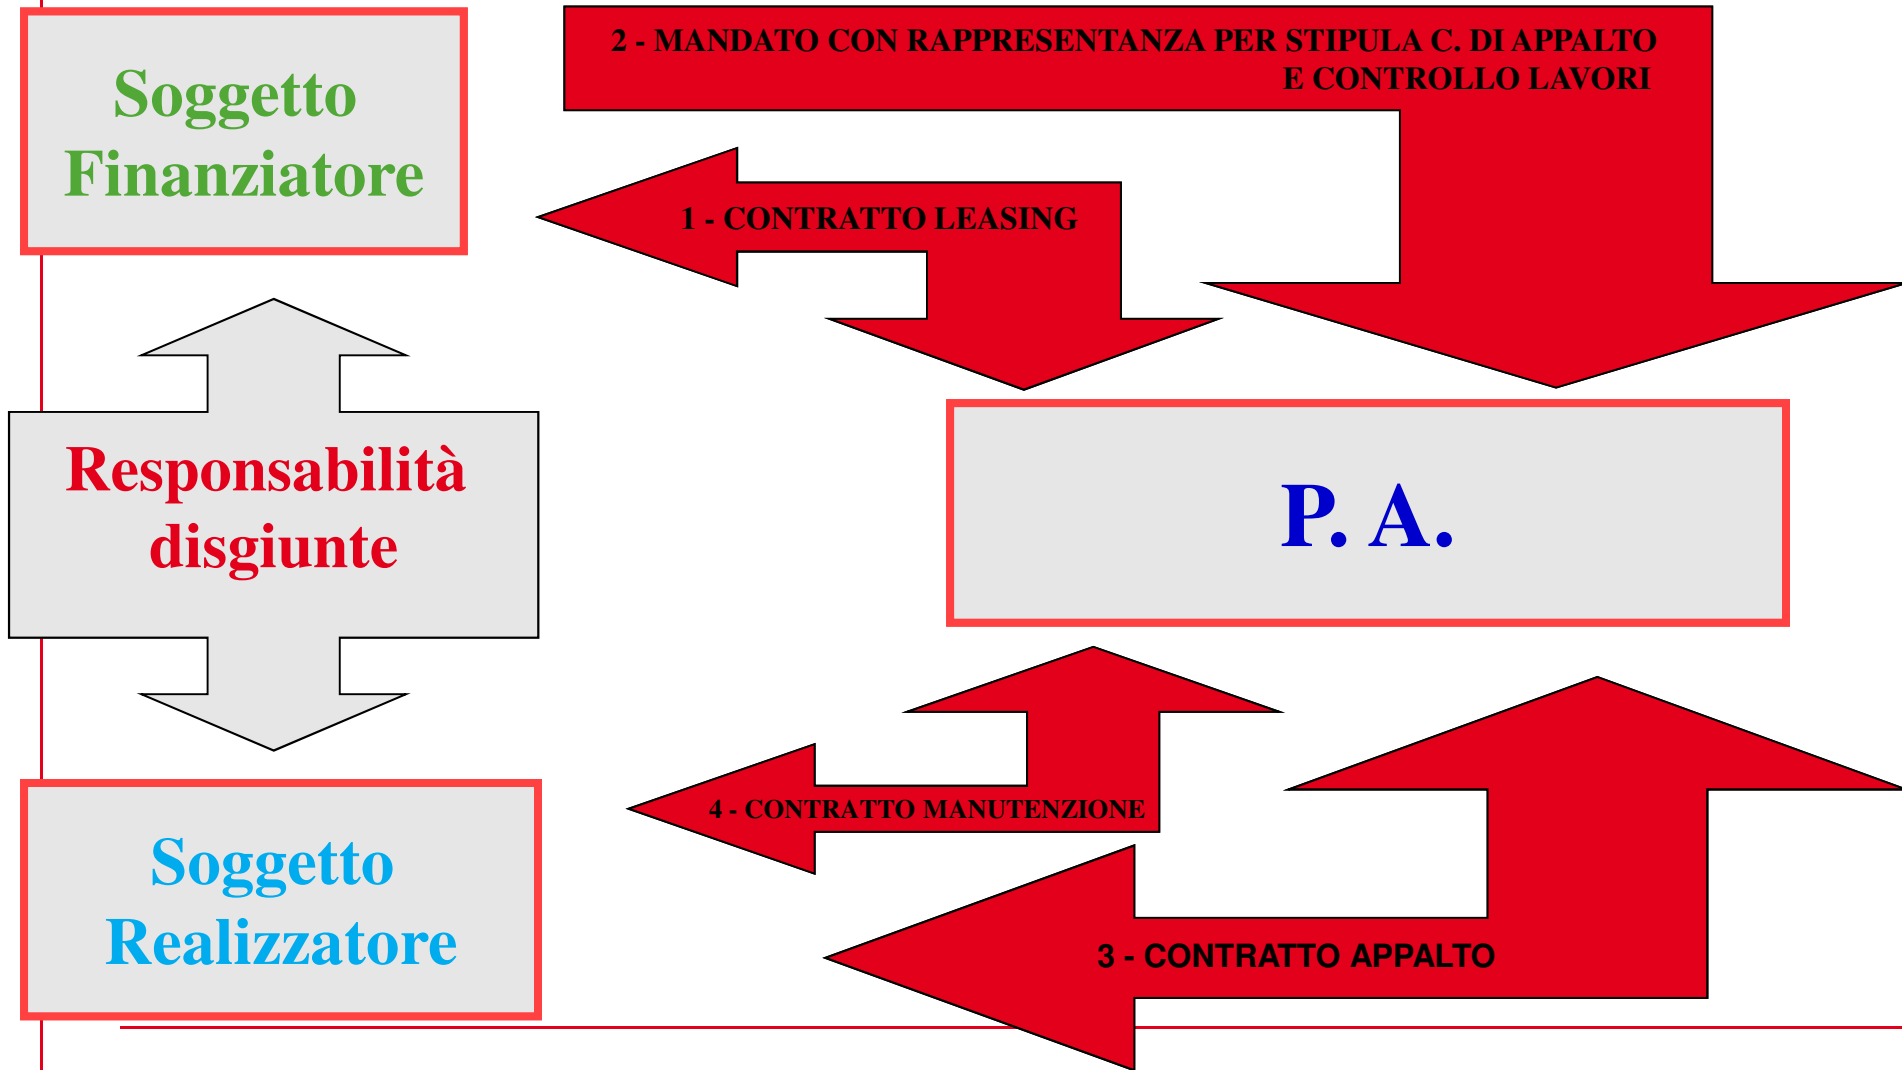 2 - MANDATO CON RAPPRESENTANZA PER STIPULA C. DI APPALTO
E CONTROLLO LAVORI
Soggetto
Finanziatore
1 - CONTRATTO LEASING
Responsabilità
disgiunte
P. A.
4 - CONTRATTO MANUTENZIONE
Soggetto
Realizzatore
3 - CONTRATTO APPALTO